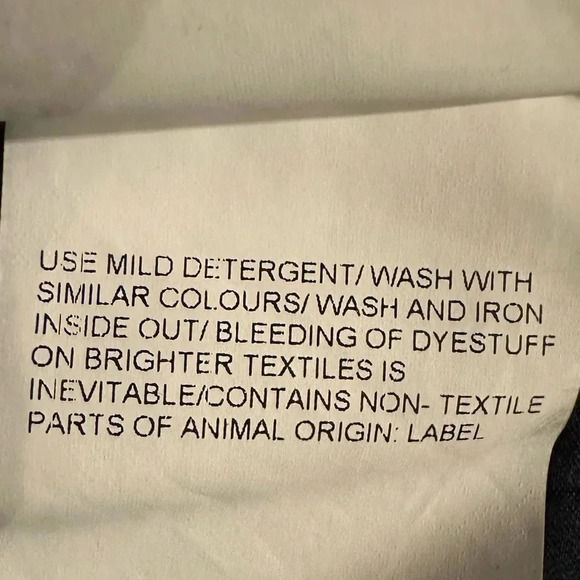 USE MILD DETERGENT/ WASH WITH
SIMILAR COLOURS/ WASH AND IRON
INSIDE OUT/ BLEEDING OF DYESTUFF
ON BRIGHTER TEXTILES IS
INEVITABLE/CONTAINS NON- TEXTILE
PARTS OF ANIMAL ORIGIN: LABEL